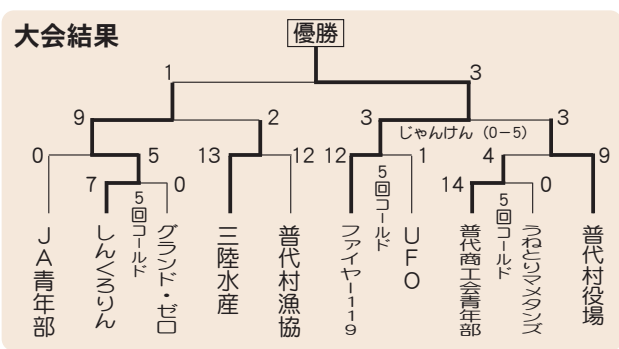 大会結果
優勝
1
3
9
2
3
じゃんけん（0－5）
3
0
5
13
12
12
1
4
9
7
0
14
0
5回コールド
5回コールド
5回コールド
JA青年部
しんくろりん
グランド・ゼロ
三陸水産
普代村漁協
ファイヤー119
UFO
普代商工会青年部
うねとりマメタンズ
普代村役場